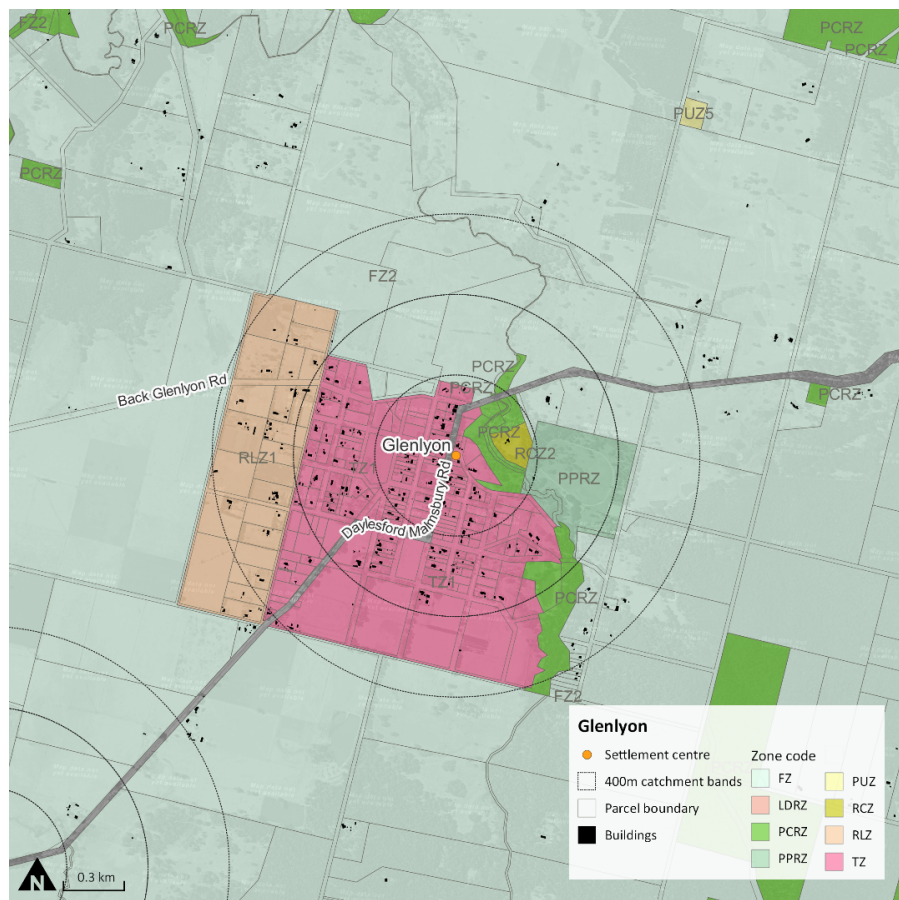 FZ2
PCRZ
PCRZ
PCRZ
PUZ5
PCRZ
FZ2
PCRZ
PCRZ
PCRZ
Back Glenlyon Rd
PCRZ
Glenlyon
RCZ2
RLZ1
TZ1
PPRZ
Daylesford Malmsbury Rd
TZ1
PCRZ
FZ2
Glenlyon
Settlement centre
400m catchment bands
Parcel boundary
Buildings
Zone code
FZ
LDRZ
PCRZ
PPRZ
PUZ
RCZ
RLZ
TZ
N
0.3 km